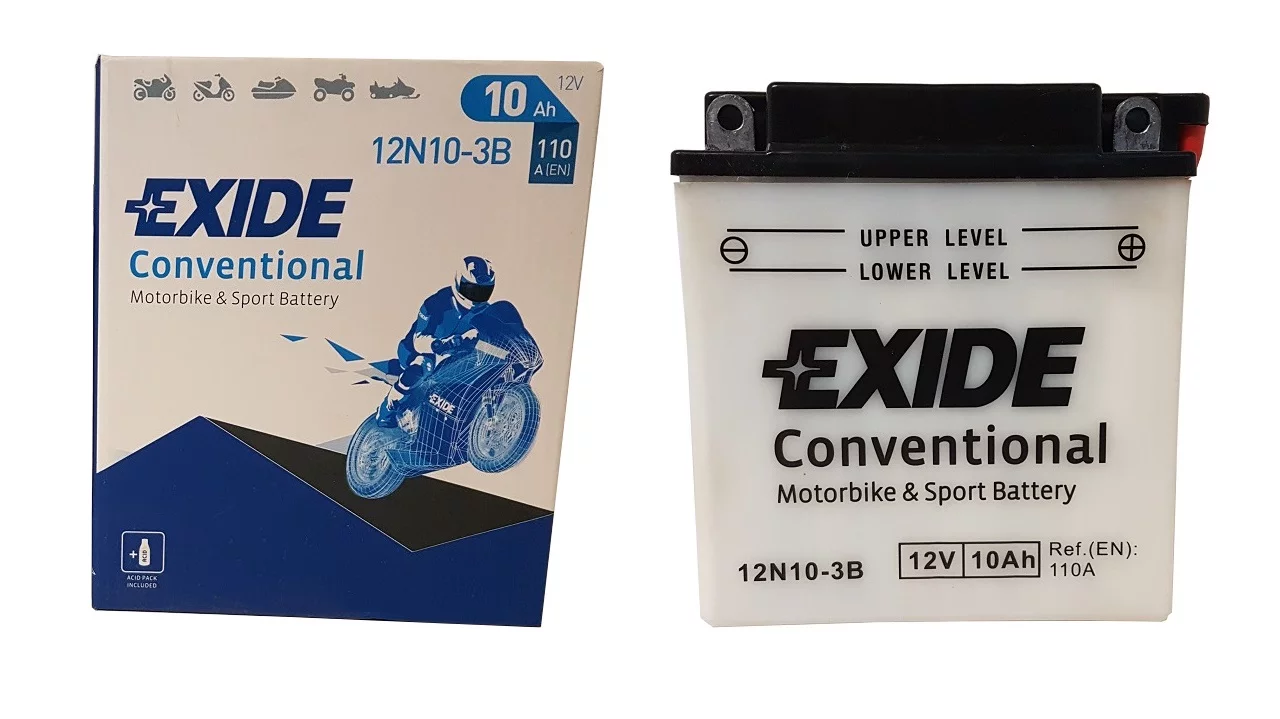 12V
10 Ah
12N10-3B
110
A (EN)
EXIDE
Conventional
Motorbike & Sport Battery
EXIDE
+
ACID
ACID PACK
INCLUDED
UPPER LEVEL
LOWER LEVEL
EXIDE
Conventional
Motorbike & Sport Battery
12N10-3B
12V
10Ah
Ref.(EN):
110A